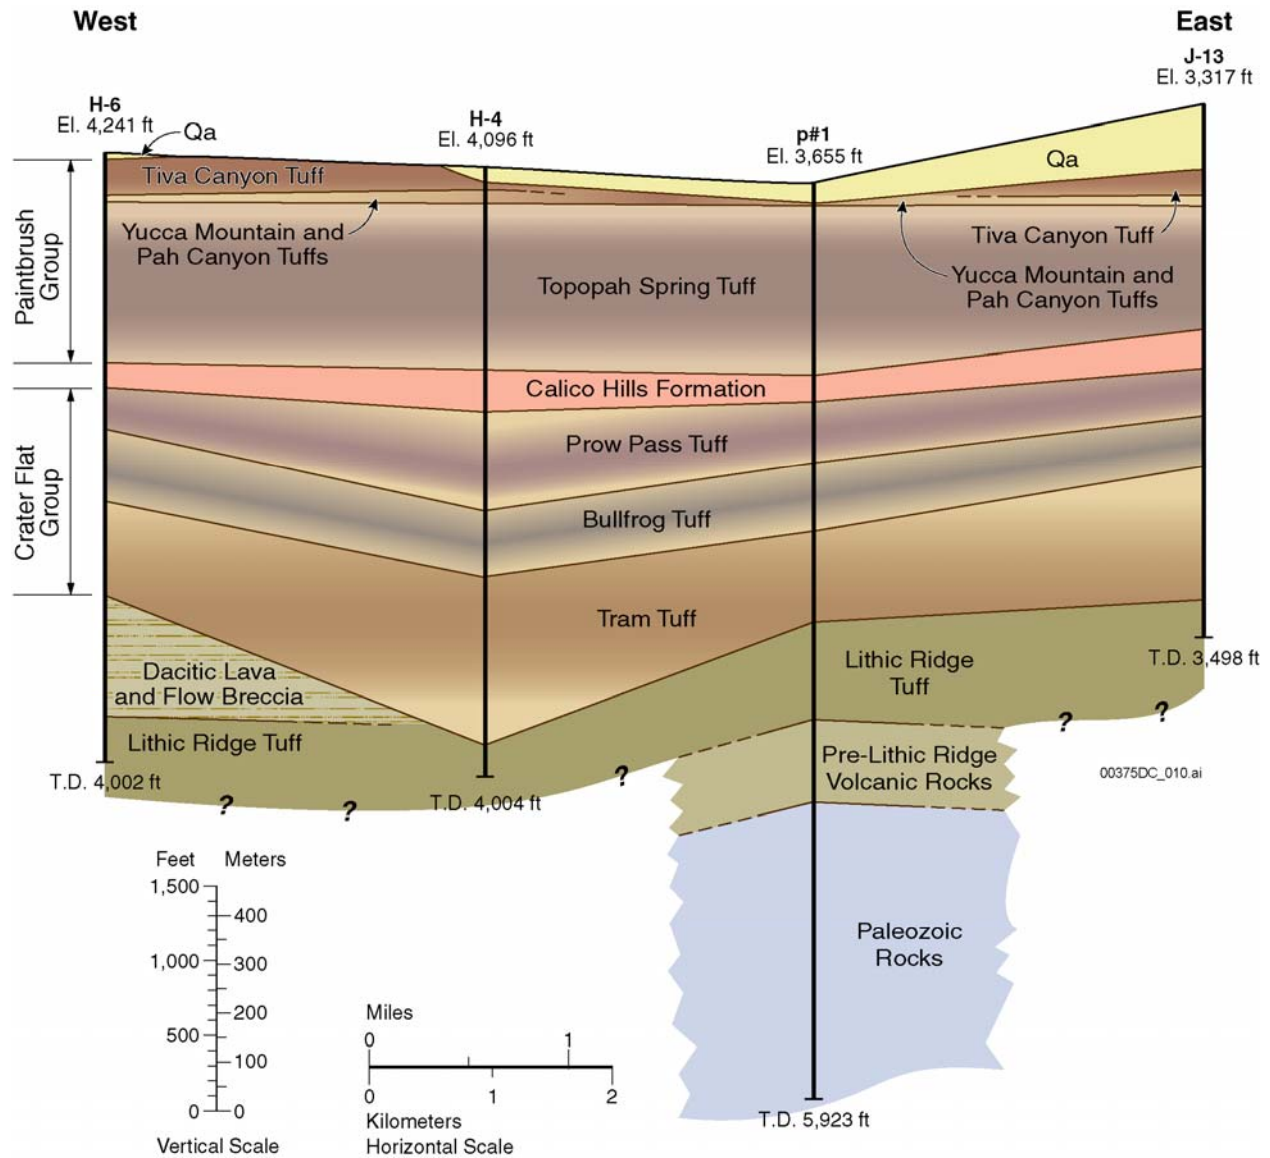 West
East
H-6
El. 4,241 ft
Qa
H-4
El. 4,096 ft
p#1
El. 3,655 ft
J-13
El. 3,317 ft
Qa
Paintbrush
Group
Tiva Canyon Tuff
Yucca Mountain and
Pah Canyon Tuffs
Topopah Spring Tuff
Tiva Canyon Tuff
Yucca Mountain and
Pah Canyon Tuffs
Calico Hills Formation
Crater Flat
Group
Prow Pass Tuff
Bullfrog Tuff
Tram Tuff
Dacitic Lava
and Flow Breccia
Lithic Ridge Tuff
Lithic Ridge
Tuff
T.D. 3,498 ft
?
?
Pre-Lithic Ridge
Volcanic Rocks
00375DC_010.ai
T.D. 4,002 ft
?
?
T.D. 4,004 ft
?
Paleozoic
Rocks
T.D. 5,923 ft
Feet Meters
1,500
400
1,000
300
200
500
100
0 0
Vertical Scale
Miles
0 1
0 1 2
Kilometers
Horizontal Scale